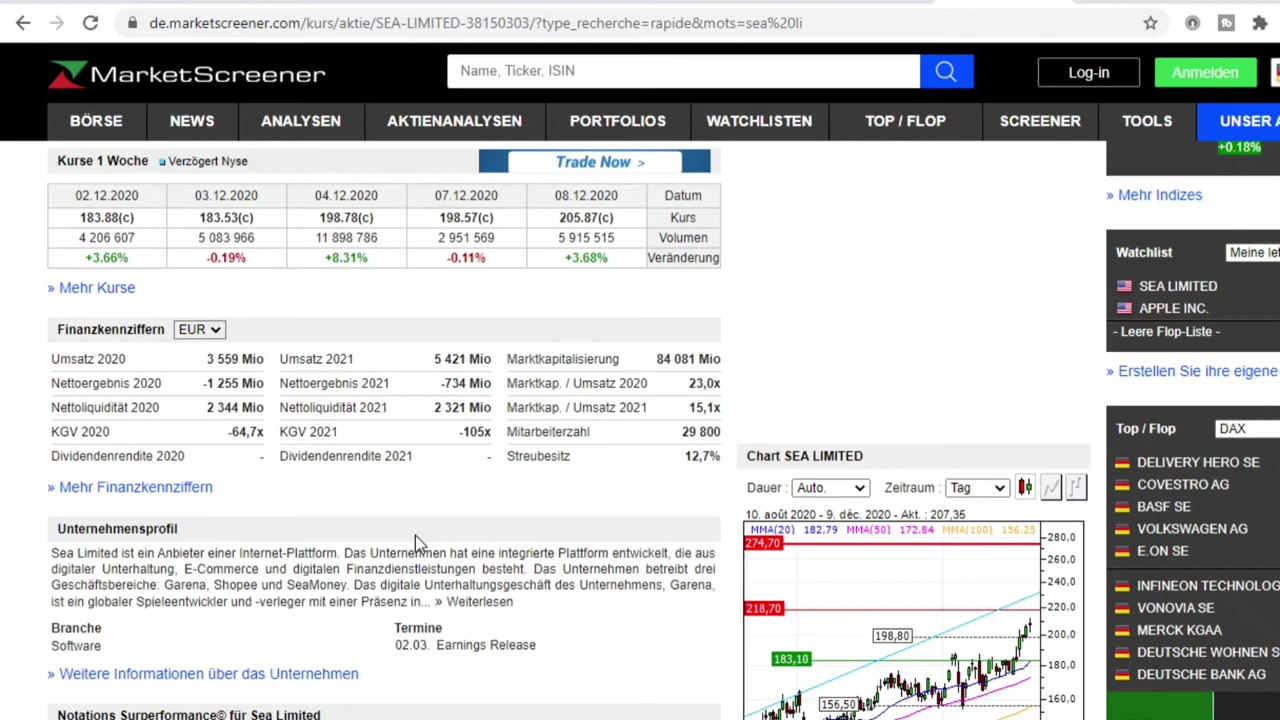 de.marketscreener.com/kurs/aktie/SEA-LIMITED-38150303/?type_recherche=rapide&mots=sea%20li
MarketScreener
Name, Ticker, ISIN
Log-in
Anmelden
BÖRSE NEWS ANALYSEN AKTIENANALYSEN PORTFOLIOS WATCHLISTEN TOP / FLOP SCREENER TOOLS UNSER A
Kurse 1 Woche Verzögert Nyse
Trade Now >
02.12.2020 03.12.2020 04.12.2020 07.12.2020 08.12.2020 Datum
183.88(c) 183.53(c) 198.78(c) 198.57(c) 205.87(c) Kurs
4 206 607 5 083 966 11 898 786 2 951 569 5 915 515 Volumen
+3.66% -0.19% +8.31% -0.11% +3.68% Veränderung
» Mehr Kurse
Finanzkennziffern EUR
Umsatz 2020 3 559 Mio Umsatz 2021 5 421 Mio Marktkapitalisierung 84 081 Mio
Nettoergebnis 2020 -1 255 Mio Nettoergebnis 2021 -734 Mio Marktkap. / Umsatz 2020 23,0x
Nettoliquidität 2020 2 344 Mio Nettoliquidität 2021 2 321 Mio Marktkap. / Umsatz 2021 15,1x
KGV 2020 -64,7x KGV 2021 -105x Mitarbeiterzahl 29 800
Dividendenrendite 2020 - Dividendenrendite 2021 - Streubesitz 12,7%
» Mehr Finanzkennziffern
Unternehmensprofil
Sea Limited ist ein Anbieter einer Internet-Plattform. Das Unternehmen hat eine integrierte Plattform entwickelt, die aus
digitaler Unterhaltung, E-Commerce und digitalen Finanzdienstleistungen besteht. Das Unternehmen betreibt drei
Geschäftsbereiche: Garena, Shopee und SeaMoney. Das digitale Unterhaltungsgeschäft des Unternehmens, Garena,
ist ein globaler Spieleentwickler und -verleger mit einer Präsenz in... » Weiterlesen
Branche Termine
Software 02.03. Earnings Release
» Weitere Informationen über das Unternehmen
Notations Surperformance© für Sea Limited
Chart SEA LIMITED
Dauer : Auto. Zeitraum : Tag
10. août 2020 - 9. déc. 2020 - Akt. : 207,35
MMA(20) 182,79 MMA(50) 172,84 MMA(100) 156,25
274,70
280.0
260.0
240.0
218,70
220.0
198,80
200.0
183,10
180.0
156,50
160.0
+0.18%
» Mehr Indizes
Watchlist Meine let
SEA LIMITED
APPLE INC.
- Leere Flop-Liste -
» Erstellen Sie ihre eigene
Top / Flop DAX
DELIVERY HERO SE
COVESTRO AG
BASF SE
VOLKSWAGEN AG
E.ON SE
INFINEON TECHNOLOG
VONOVIA SE
MERCK KGAA
DEUTSCHE WOHNEN S
DEUTSCHE BANK AG